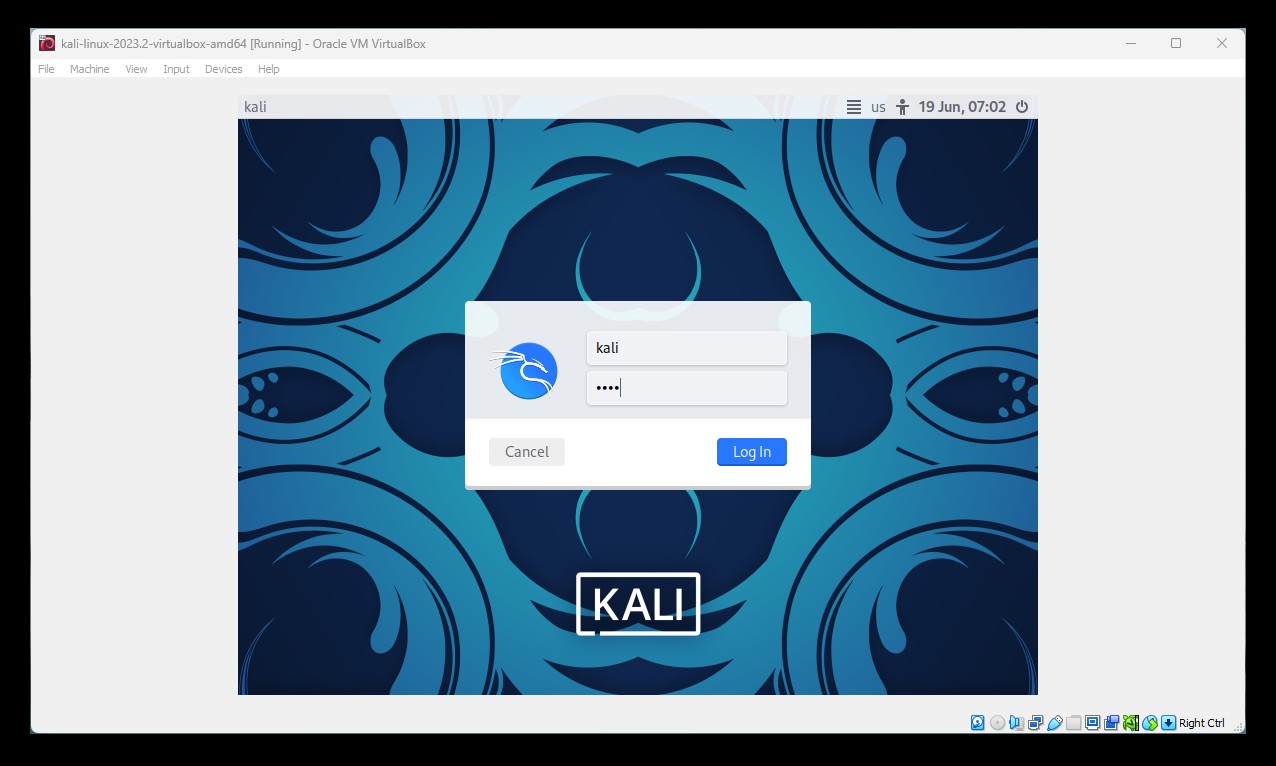 kali-linux-2023.2-virtualbox-amd64 [Running] - Oracle VM VirtualBox
File Machine View Input Devices Help
kali us 19 Jun, 07:02
kali
••••
Cancel Log In
KALI
Right Ctrl